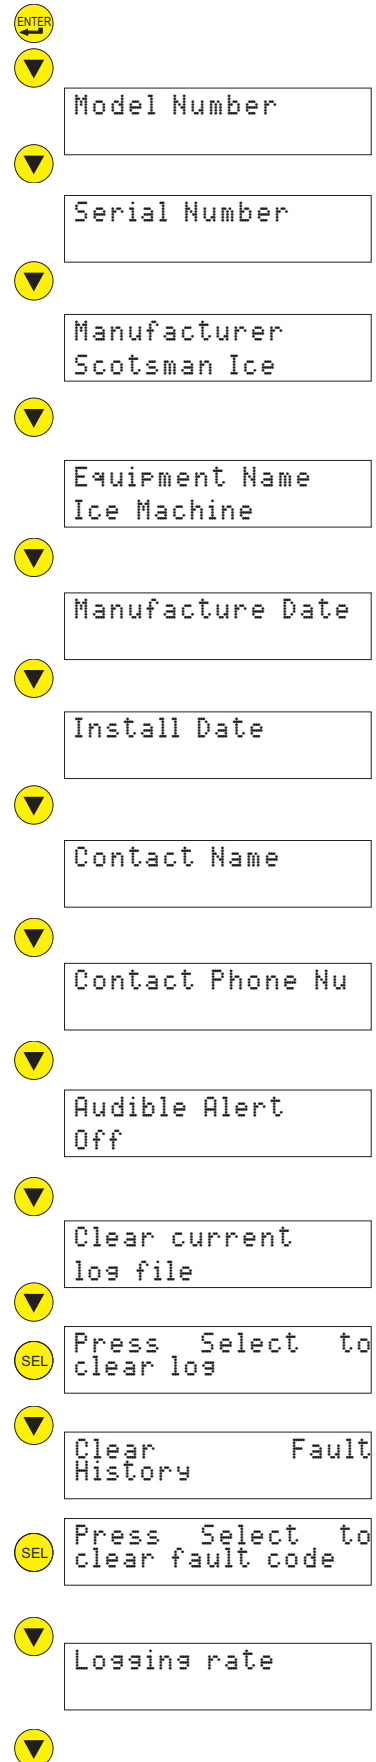 ENTER
Model Number
Serial Number
Manufacturer
Scotsman Ice
Equipment Name
Ice Machine
Manufacture Date
Install Date
Contact Name
Contact Phone Nu
Audible Alert
Off
Clear current
log file
SEL
Press Select to
clear log
Clear Fault
History
SEL
Press Select to
clear fault code
Logging rate